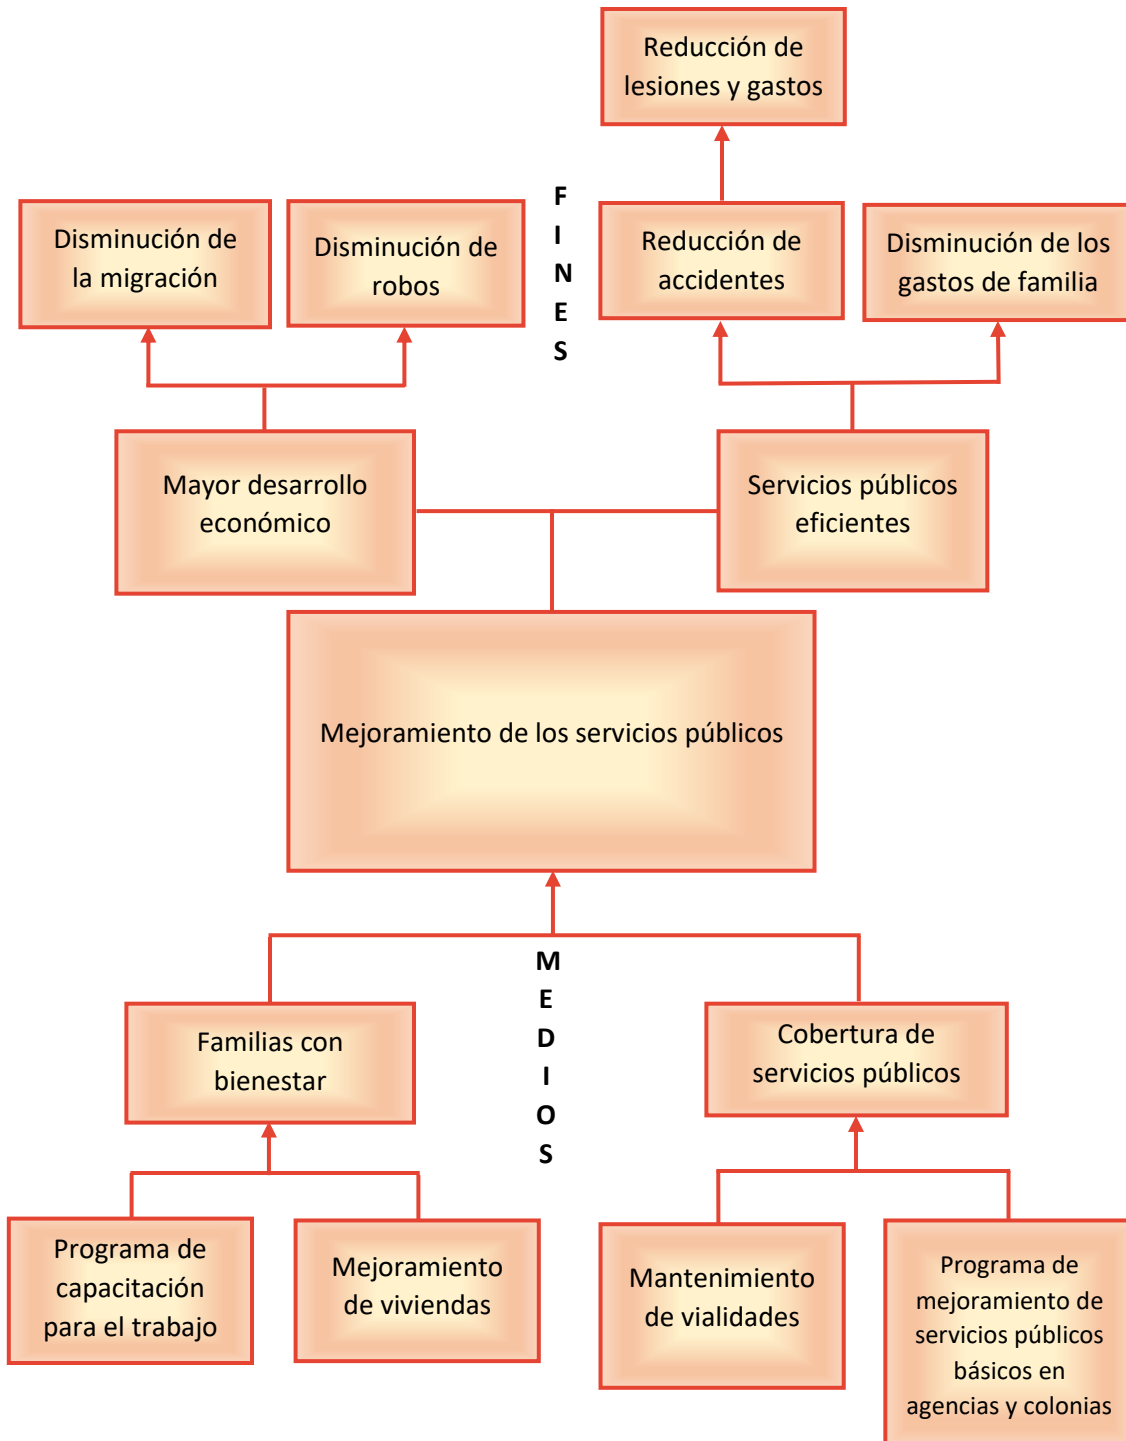 Reducción de
lesiones y gastos
F
I
N
E
S
Disminución de
la migración
Disminución de
robos
Reducción de
accidentes
Disminución de los
gastos de familia
Mayor desarrollo
económico
Servicios públicos
eficientes
Mejoramiento de los servicios públicos
M
E
D
I
O
S
Familias con
bienestar
Cobertura de
servicios públicos
Programa de
capacitación
para el trabajo
Mejoramiento
de viviendas
Mantenimiento
de vialidades
Programa de
mejoramiento de
servicios públicos
básicos en
agencias y colonias